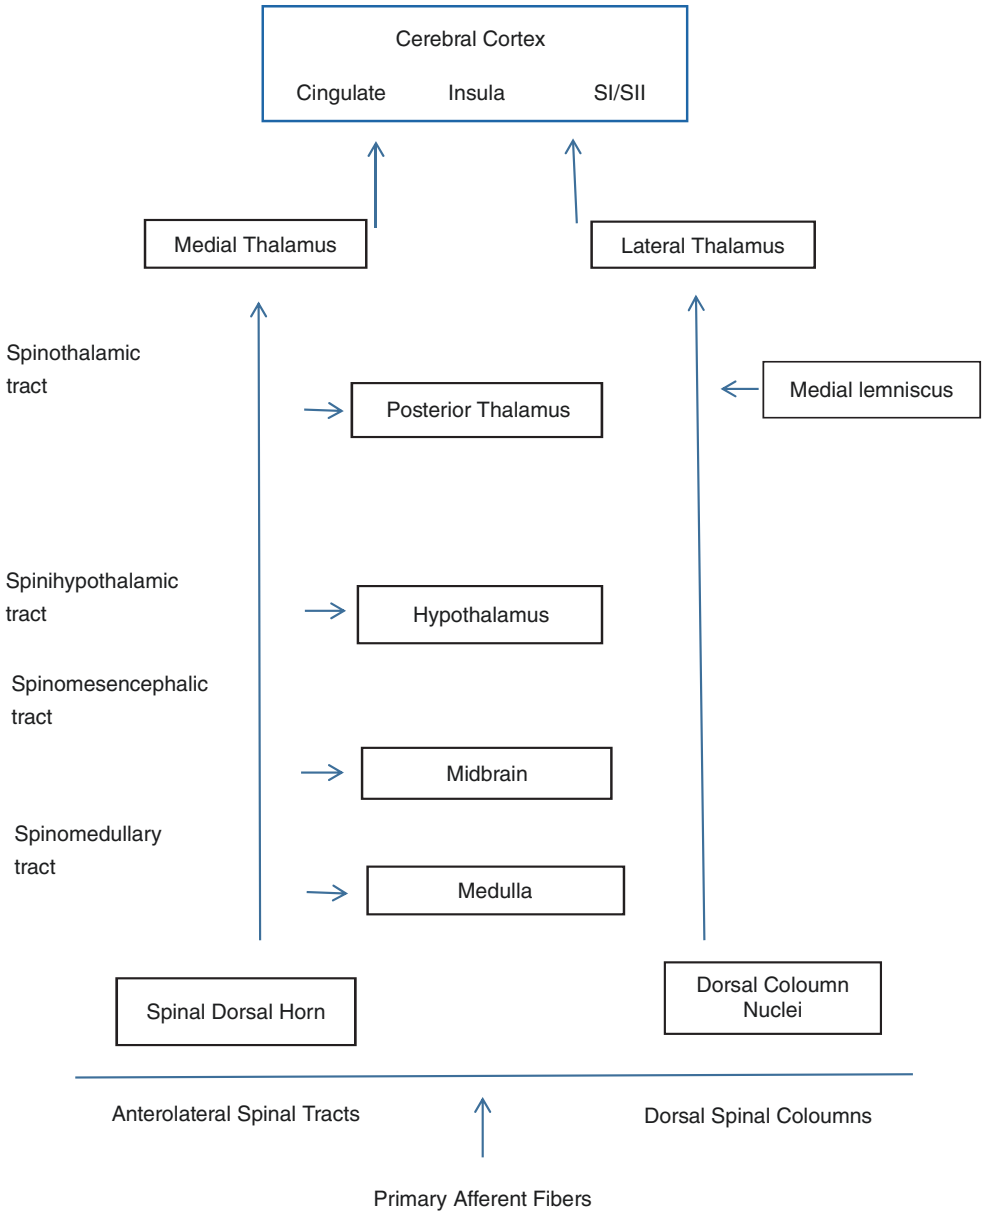 Cerebral Cortex
Cingulate Insula SI/SII
Medial Thalamus
Lateral Thalamus
Spinothalamic
tract
Posterior Thalamus
Medial lemniscus
Spinihypothalamic
tract
Hypothalamus
Spinomesencephalic
tract
Midbrain
Spinomedullary
tract
Medulla
Spinal Dorsal Horn
Dorsal Coloumn
Nuclei
Anterolateral Spinal Tracts
Dorsal Spinal Coloumns
Primary Afferent Fibers